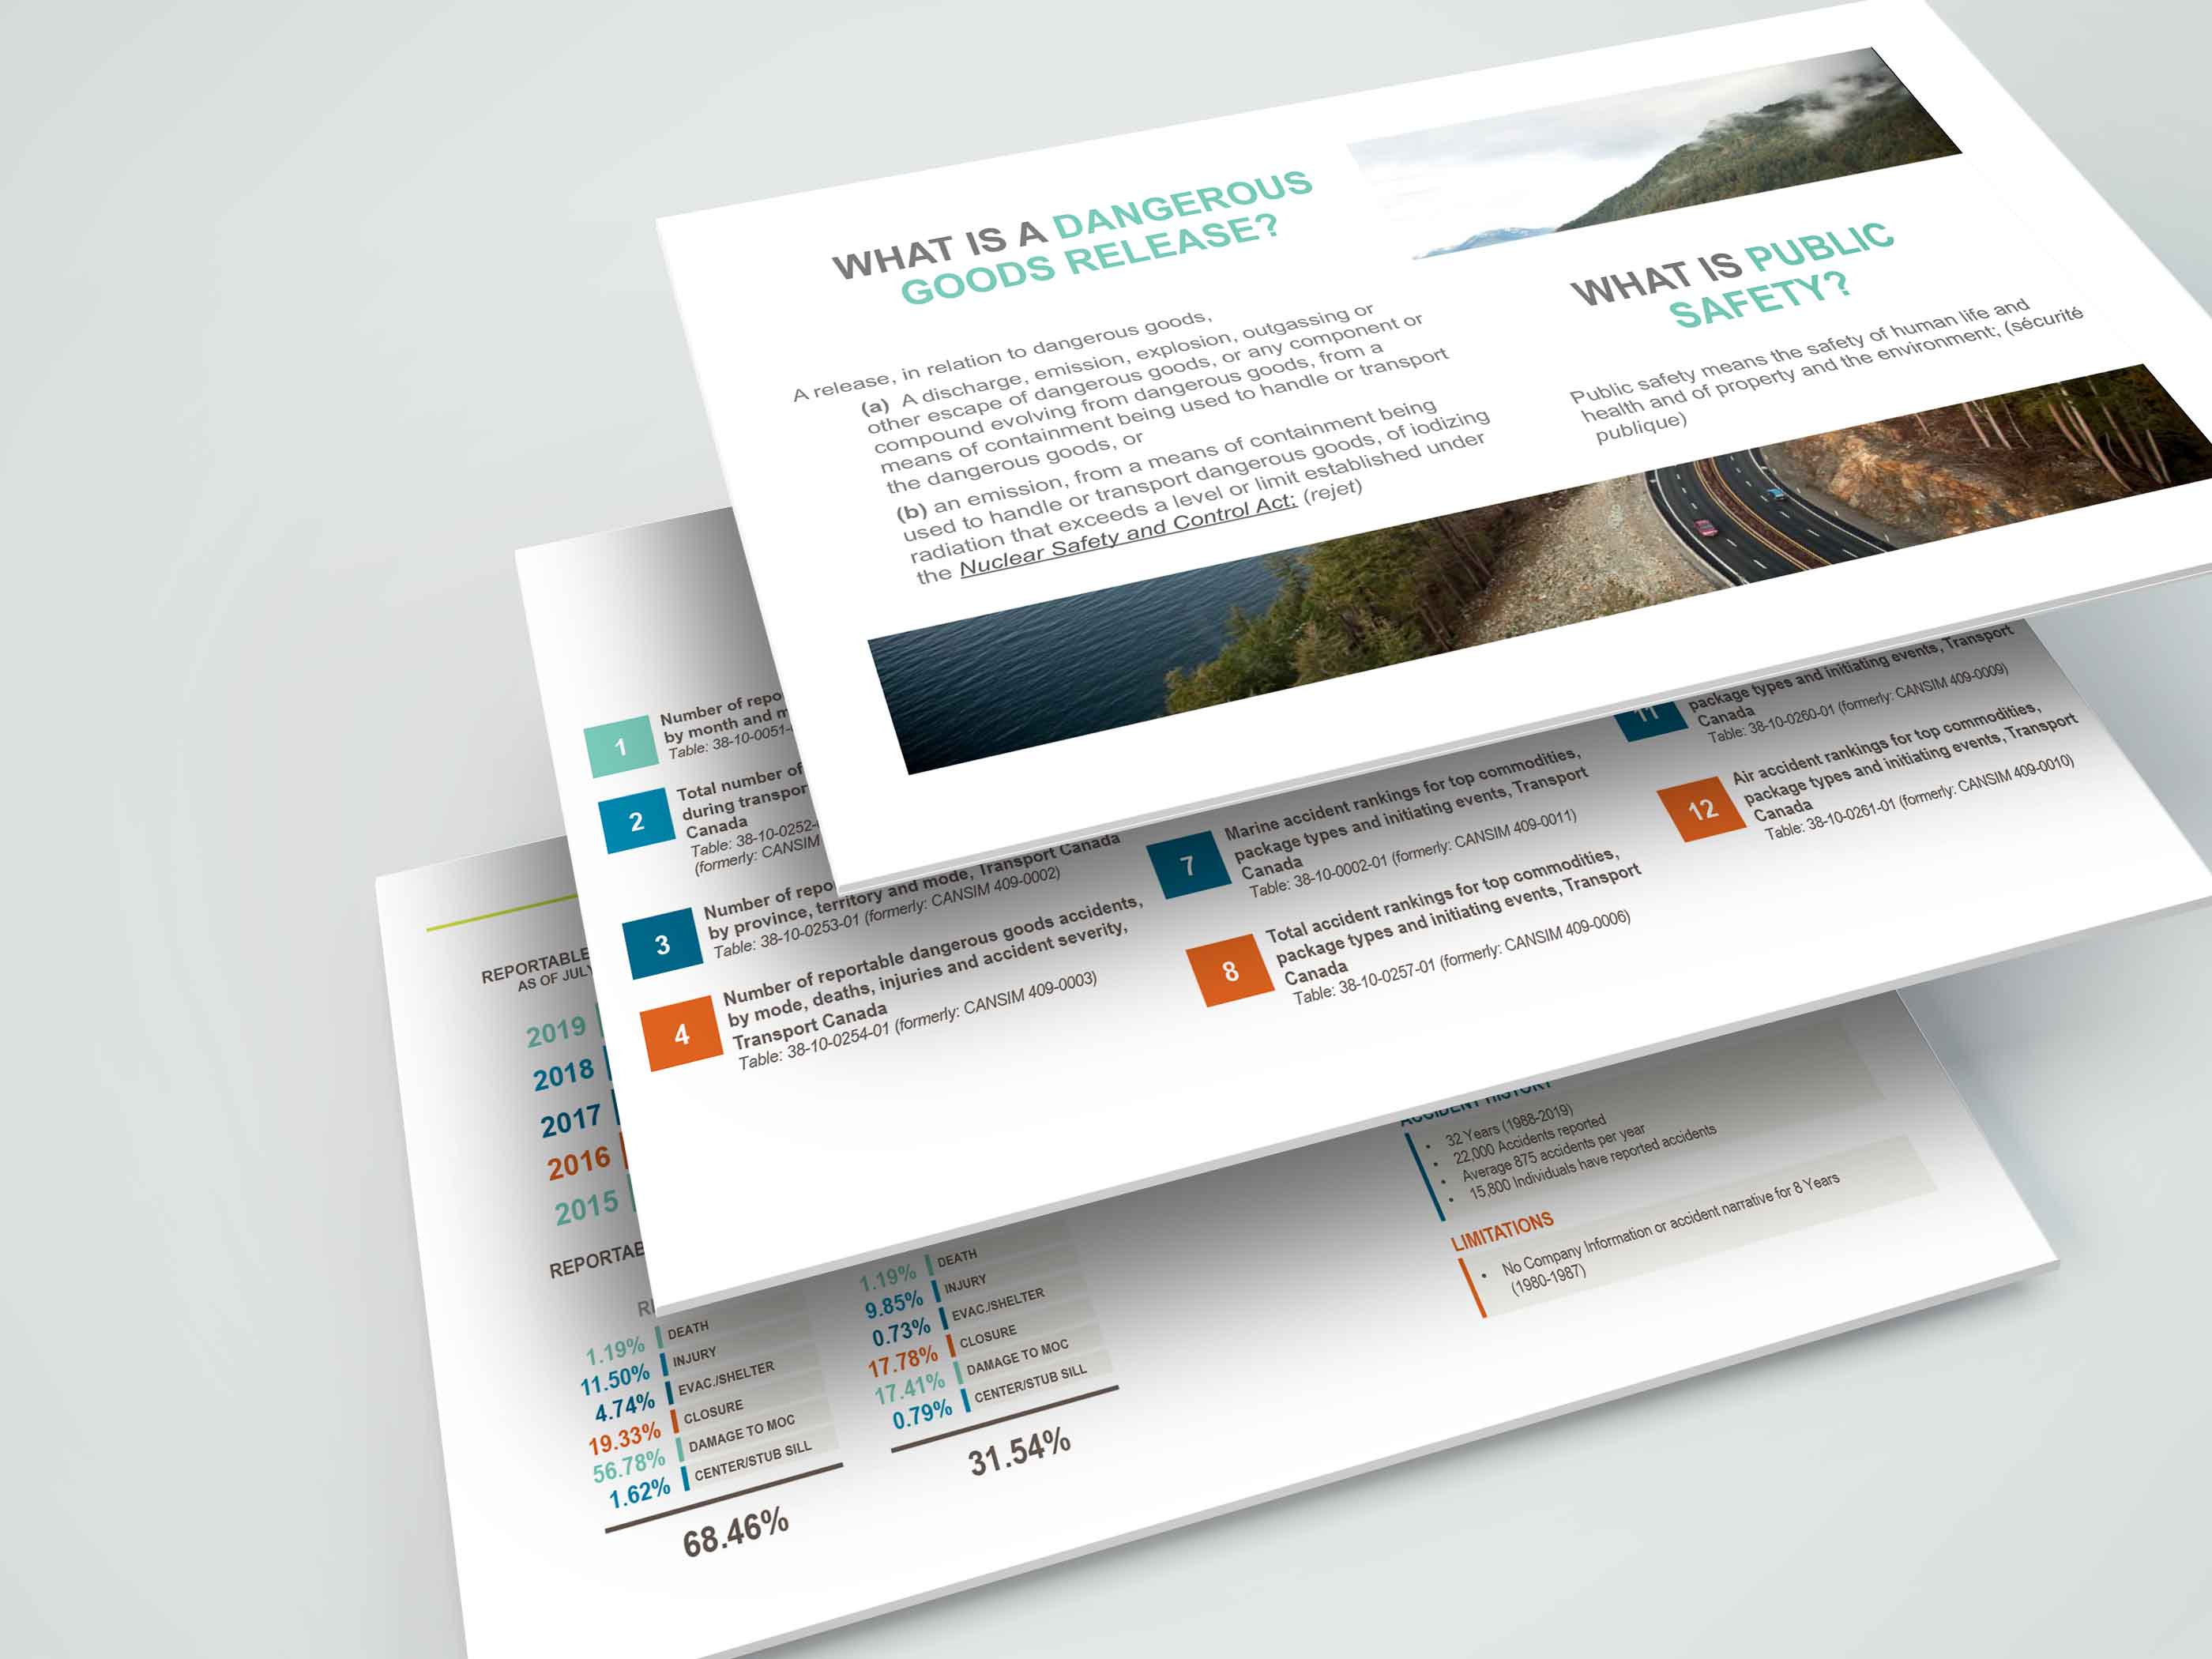 WHAT IS A DANGEROUS
GOODS RELEASE?
A release, in relation to dangerous goods,
(a) A discharge, emission, explosion, outgassing or
other escape of dangerous goods, or any component or
compound evolving from dangerous goods, from a
means of containment being used to handle or transport
the dangerous goods, or
(b) an emission, from a means of containment being
used to handle or transport dangerous goods, of iodizing
radiation that exceeds a level or limit established under
the Nuclear Safety and Control Act; (rejet)
WHAT IS PUBLIC
SAFETY?
Public safety means the safety of human life and
health and of property and the environment; (sécurité
publique)
1
Number of repo
by month and m
Table: 38-10-0051-
2
Total number of
during transpor
Canada
Table: 38-10-0252-
(formerly: CANSIM
3
Number of repo
by province, territory and mode, Transport Canada
Table: 38-10-0253-01 (formerly: CANSIM 409-0002)
4
Number of reportable dangerous goods accidents,
by mode, deaths, injuries and accident severity,
Transport Canada
Table: 38-10-0254-01 (formerly: CANSIM 409-0003)
7
Marine accident rankings for top commodities,
package types and initiating events, Transport
Canada
Table: 38-10-0002-01 (formerly: CANSIM 409-0011)
8
Total accident rankings for top commodities,
package types and initiating events, Transport
Canada
Table: 38-10-0257-01 (formerly: CANSIM 409-0006)
11
package types and initiating events, Transport
Canada
Table: 38-10-0260-01 (formerly: CANSIM 409-0009)
12
Air accident rankings for top commodities,
package types and initiating events, Transport
Canada
Table: 38-10-0261-01 (formerly: CANSIM 409-0010)
REPORTABLE
AS OF JULY
2019
2018
2017
2016
2015
REPORTAB
1.19% DEATH
11.50% INJURY
4.74% EVAC./SHELTER
19.33% CLOSURE
56.78% DAMAGE TO MOC
1.62% CENTER/STUB SILL
68.46%
1.19% DEATH
9.85% INJURY
0.73% EVAC./SHELTER
17.78% CLOSURE
17.41% DAMAGE TO MOC
0.79% CENTER/STUB SILL
31.54%
ACCIDENT HISTORY
• 32 Years (1988-2019)
• 22,000 Accidents reported
• Average 875 accidents per year
• 15,800 Individuals have reported accidents
LIMITATIONS
• No Company Information or accident narrative for 8 Years
(1980-1987)